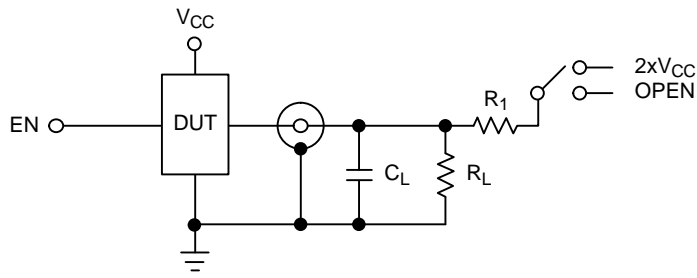 VCC
2xVCC
OPEN
R1
EN
DUT
CL
RL